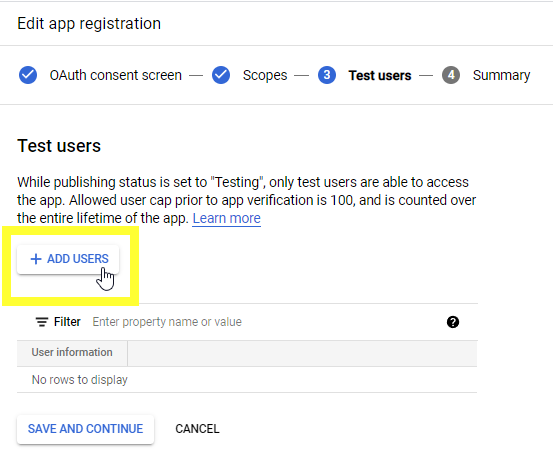 Edit app registration
OAuth consent screen — Scopes — 3 Test users — 4 Summary
Test users
While publishing status is set to "Testing", only test users are able to access
the app. Allowed user cap prior to app verification is 100, and is counted over
the entire lifetime of the app. Learn more
+ ADD USERS
Filter Enter property name or value ?
User information
No rows to display
SAVE AND CONTINUE CANCEL